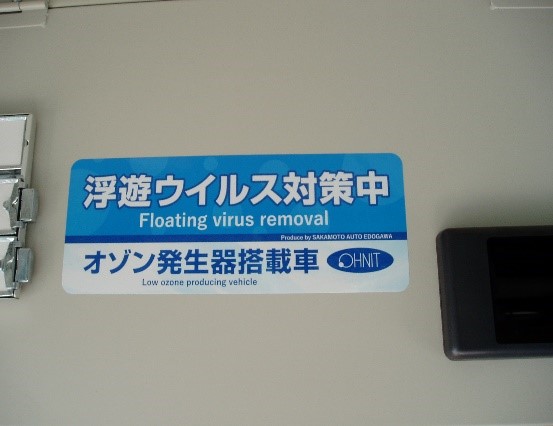 浮遊ウイルス対策中
Floating virus removal
Produce by SAKAMOTO AUTO EDOGAWA
オゾン発生器搭載車 OHNIT
Low ozone producing vehicle